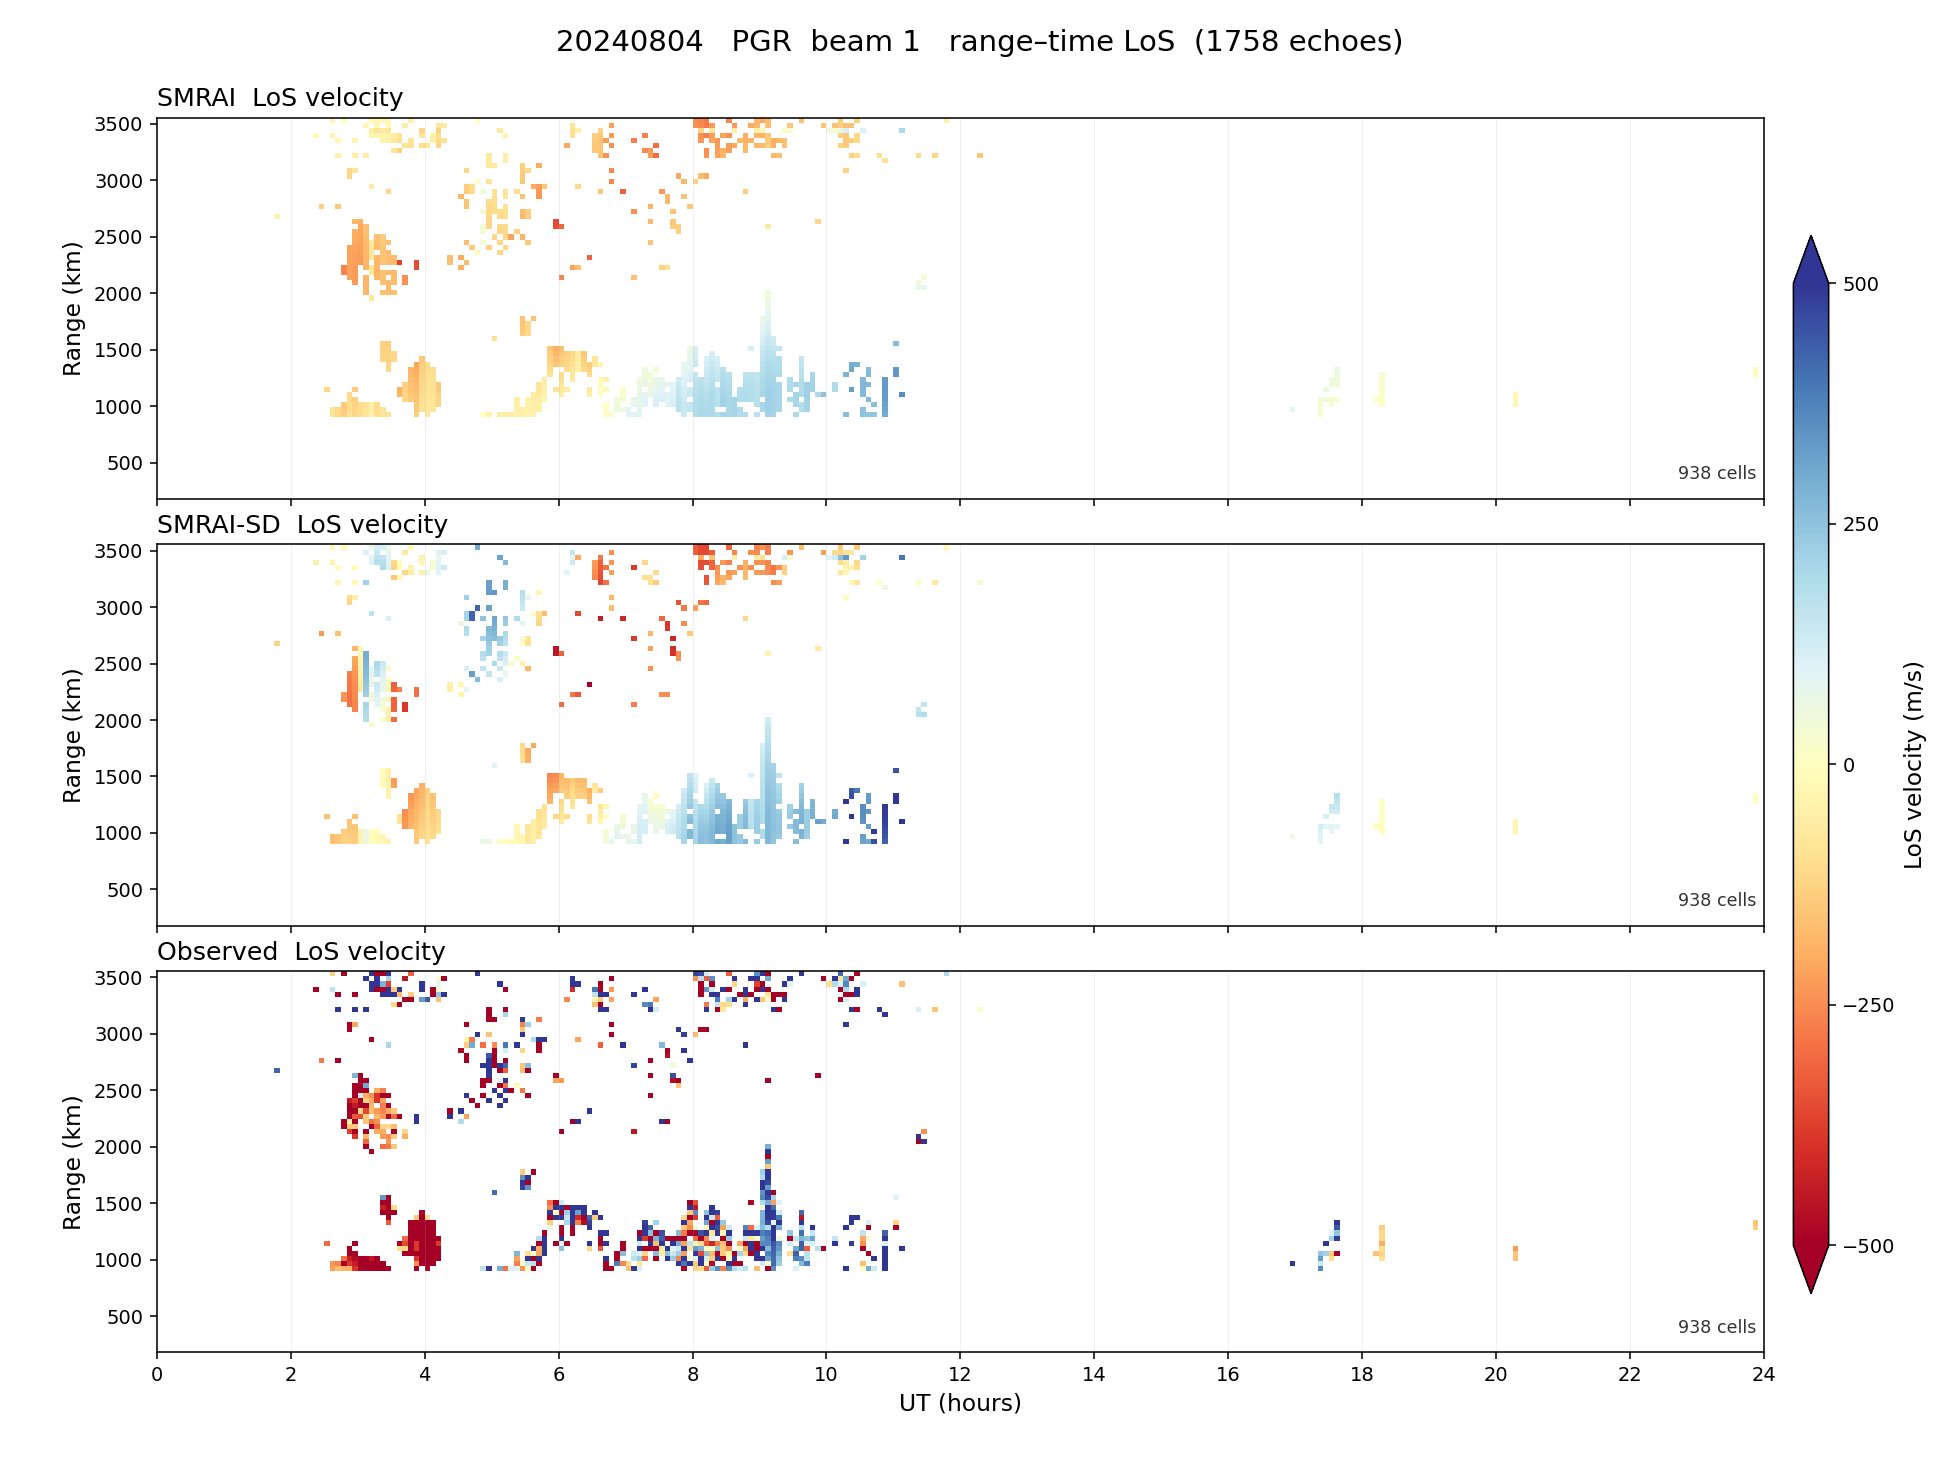 20240804   PGR  beam 1   range–time LoS  (1758 echoes)
SMRAI  LoS velocity
3500
3000
2500
2000
1500
1000
500
Range (km)
938 cells
SMRAI-SD  LoS velocity
3500
3000
2500
2000
1500
1000
500
Range (km)
938 cells
Observed  LoS velocity
3500
3000
2500
2000
1500
1000
500
Range (km)
938 cells
0 2 4 6 8 10 12 14 16 18 20 22 24
UT (hours)
500
250
0
−250
−500
LoS velocity (m/s)